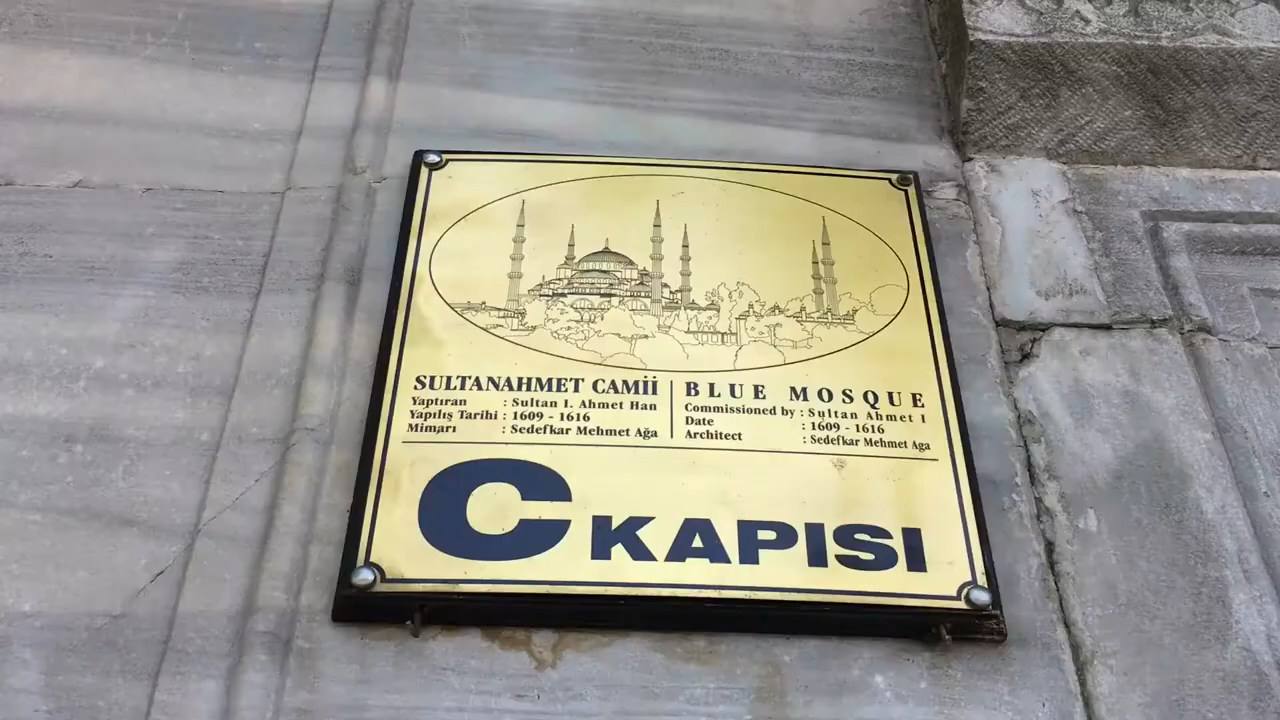 SULTANAHMET CAMİİ
Yaptıran : Sultan I. Ahmet Han
Yapılış Tarihi : 1609 - 1616
Mimarı : Sedefkar Mehmet Ağa
BLUE MOSQUE
Commissioned by : Sultan Ahmet I
Date : 1609 - 1616
Architect : Sedefkar Mehmet Aga
C KAPISI